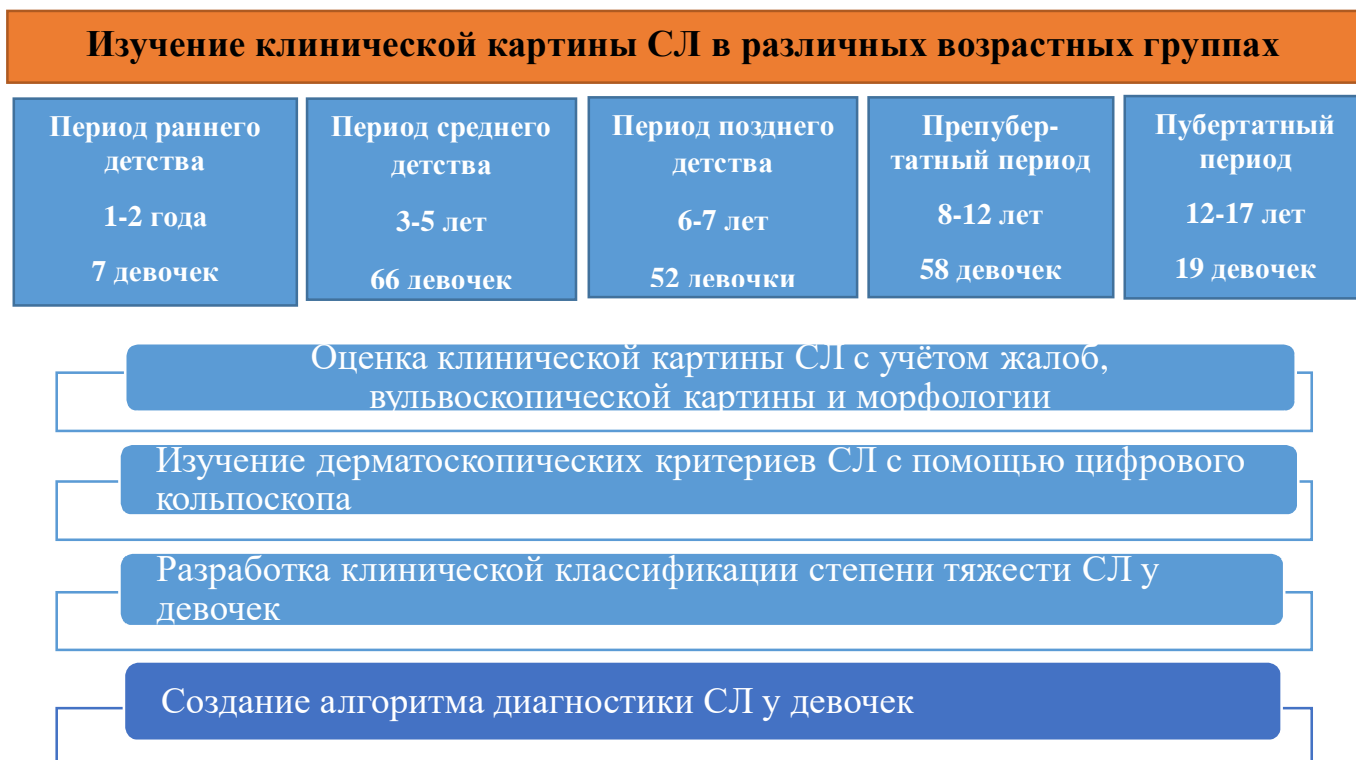 Изучение клинической картины СЛ в различных возрастных группах
Период раннего
детства
1-2 года
7 девочек
Период среднего
детства
3-5 лет
66 девочек
Период позднего
детства
6-7 лет
52 девочки
Препубер-
татный период
8-12 лет
58 девочек
Пубертатный
период
12-17 лет
19 девочек
Оценка клинической картины СЛ с учётом жалоб,
вульвоскопической картины и морфологии
Изучение дерматоскопических критериев СЛ с помощью цифрового
кольпоскопа
Разработка клинической классификации степени тяжести СЛ у
девочек
Создание алгоритма диагностики СЛ у девочек